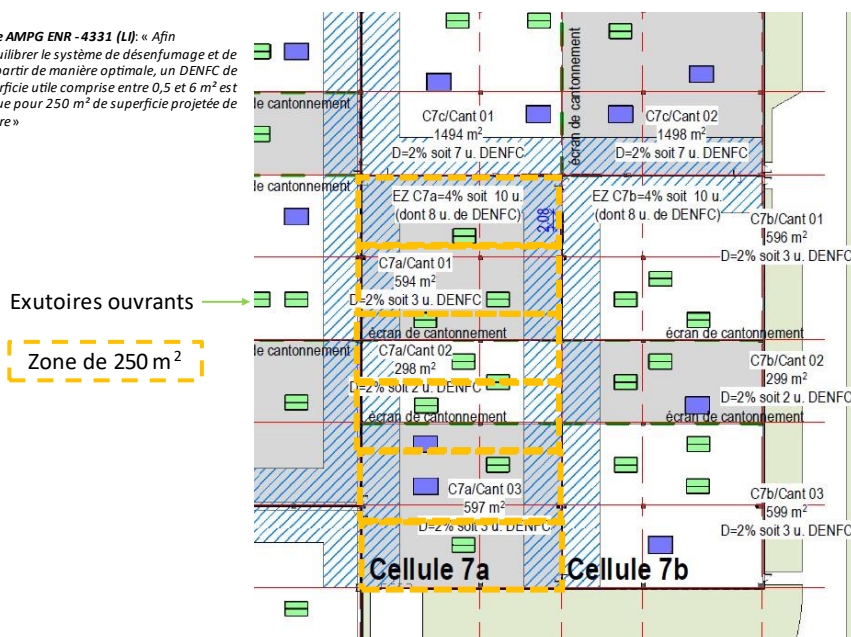 AMPG ENR - 4331 (LI): « Afin
le système de désenfumage et de
de manière optimale, un DENFC de
utile comprise entre 0,5 et 6 m² est
pour 250 m² de superficie projetée de
»
Exutoires ouvrants
Zone de 250 m²
de cantonnement
écran de cantonnement
C7c/Cant 01
1494 m²
D=2% soit 7 u. DENFC
C7c/Cant 02
1498 m²
D=2% soit 7 u. DENFC
de cantonnement
EZ C7a=4% soit 10 u.
(dont 8 u. de DENFC)
2,08
EZ C7b=4% soit 10 u.
(dont 8 u. de DENFC)
C7b/Cant 01
596 m²
D=2% soit 3 u. DENFC
C7a/Cant 01
594 m²
D=2% soit 3 u. DENFC
écran de cantonnement
écran de cantonnement
de cantonnement
C7a/Cant 02
298 m²
D=2% soit 2 u. DENFC
C7b/Cant 02
299 m²
D=2% soit 2 u. DENFC
écran de cantonnement
écran de cantonnement
C7a/Cant 03
597 m²
D=2% soit 3 u. DENFC
C7b/Cant 03
599 m²
D=2% soit 3 u. DENFC
Cellule 7a
Cellule 7b